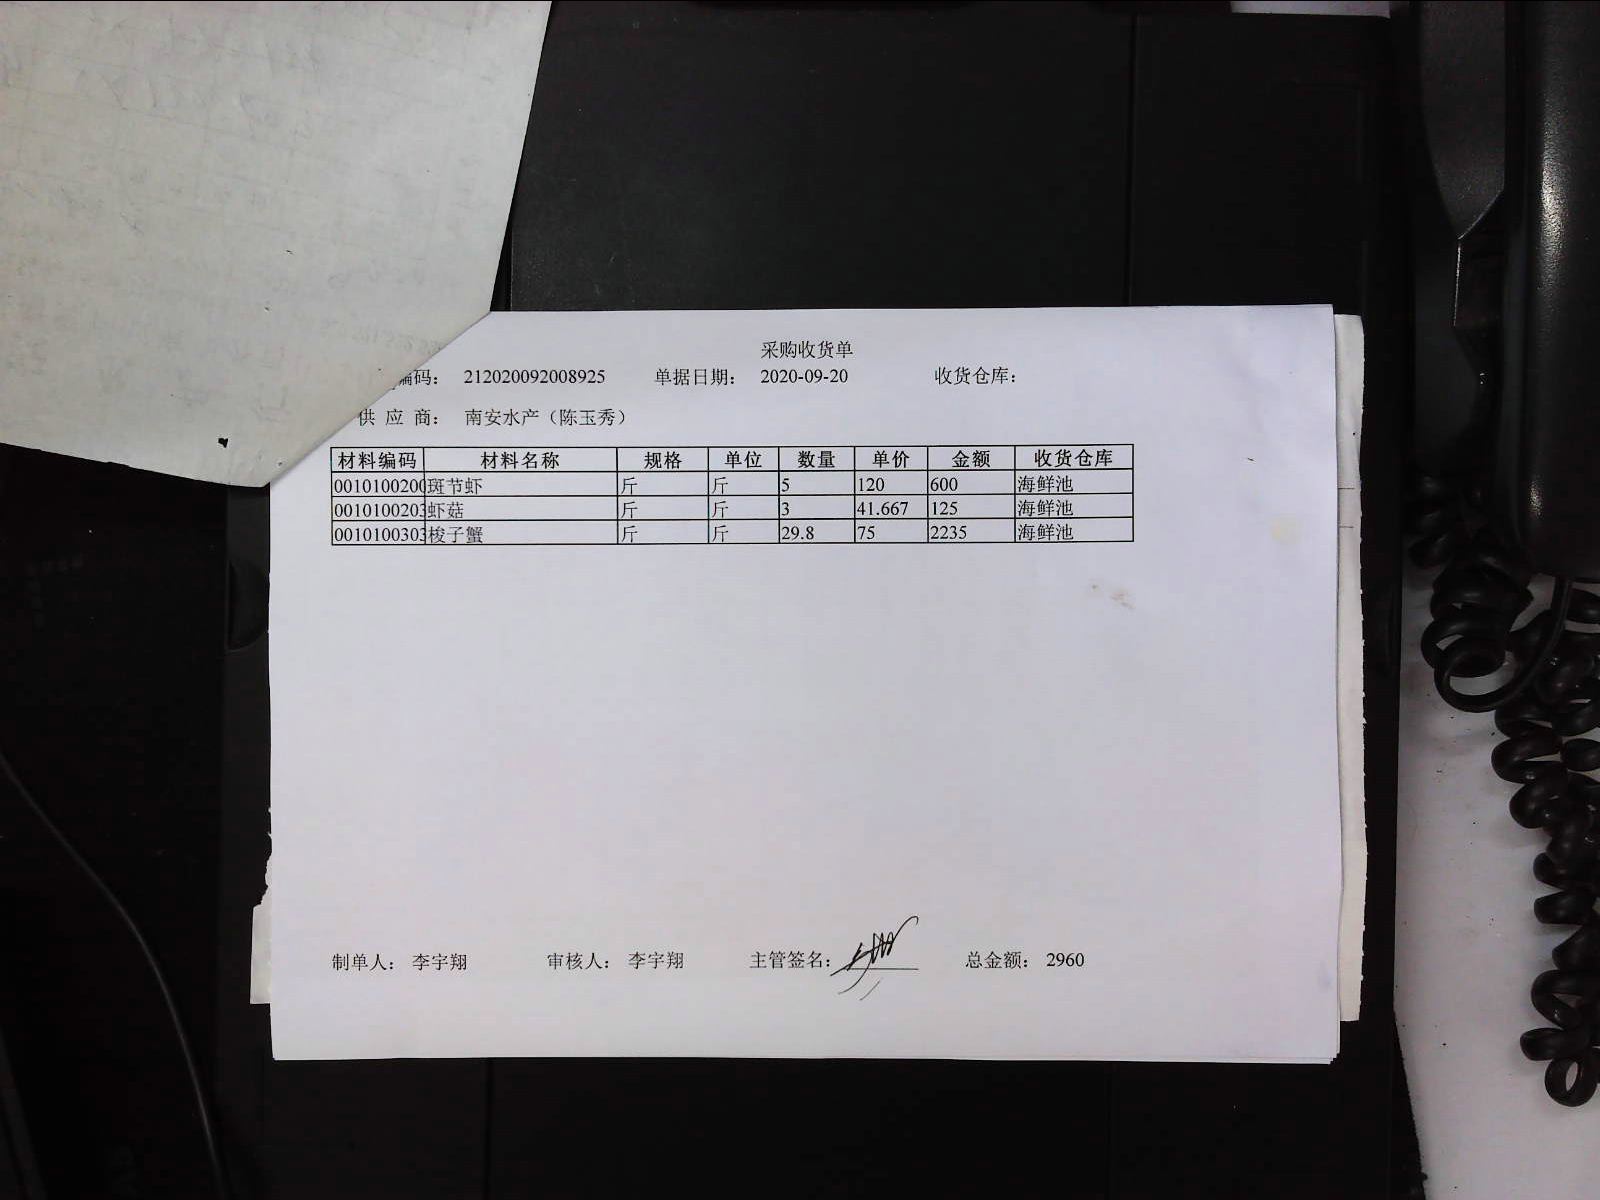 采购收货单
编码： 212020092008925 单据日期： 2020-09-20 收货仓库：
供 应 商： 南安水产（陈玉秀）
材料编码 材料名称 规格 单位 数量 单价 金额 收货仓库
0010100200 斑节虾 斤 斤 5 120 600 海鲜池
0010100203 虾菇 斤 斤 3 41.667 125 海鲜池
0010100303 梭子蟹 斤 斤 29.8 75 2235 海鲜池
制单人： 李宇翔 审核人： 李宇翔 主管签名： 总金额： 2960